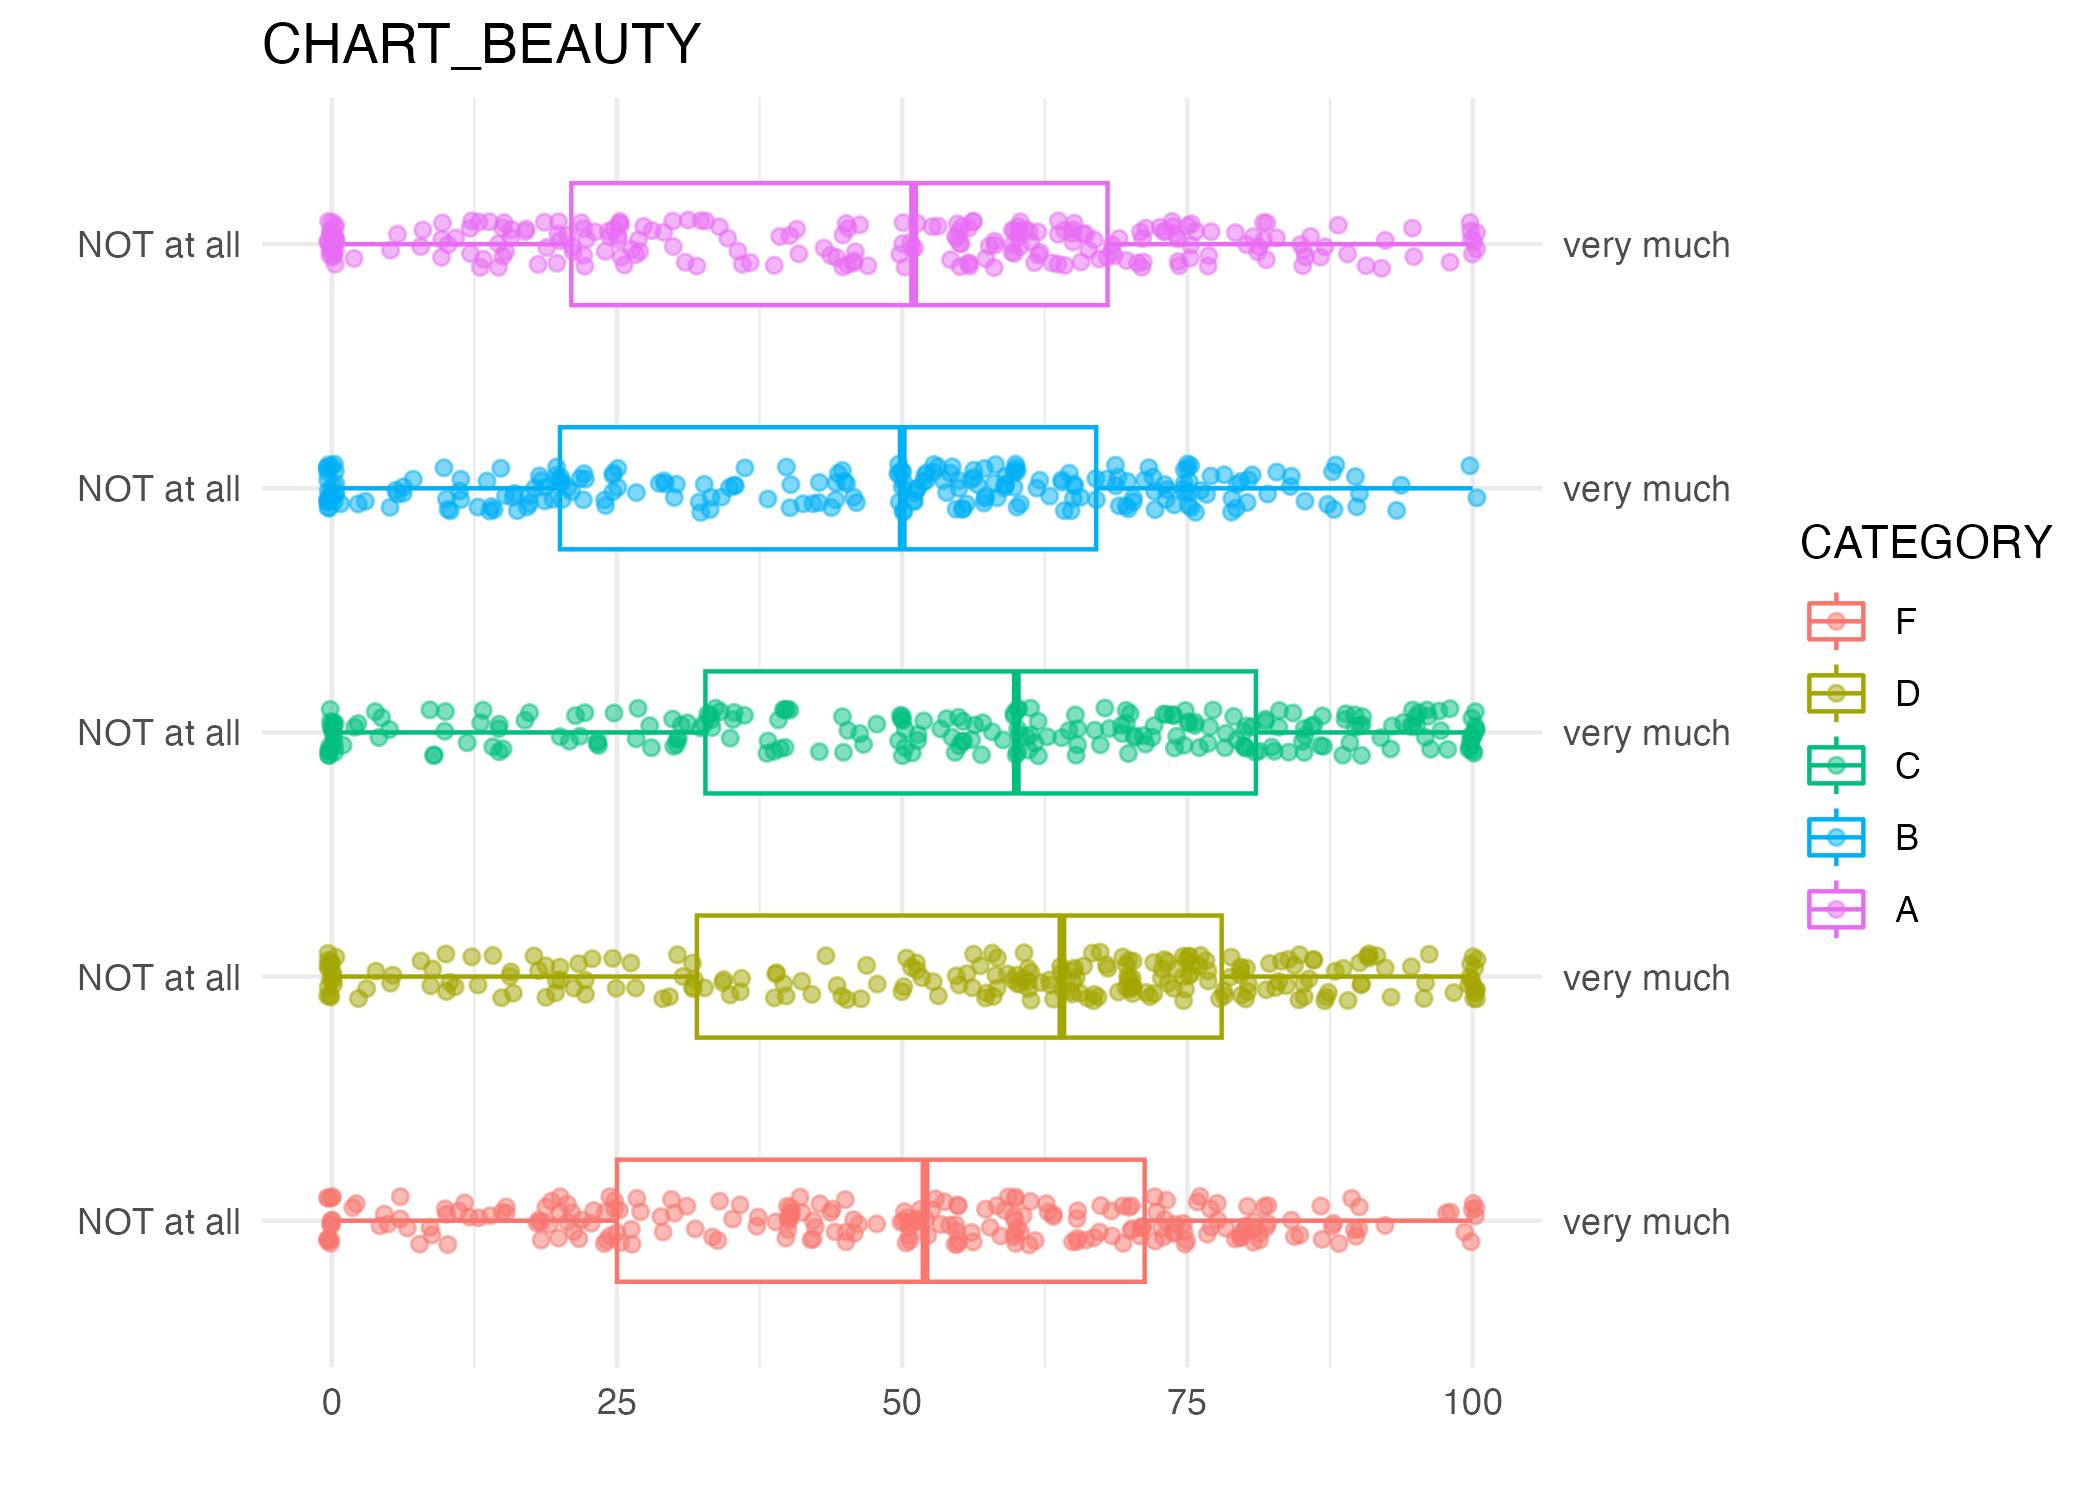 CHART_BEAUTY
NOT at all very much
NOT at all very much
NOT at all very much
NOT at all very much
NOT at all very much
0 25 50 75 100
CATEGORY
F
D
C
B
A